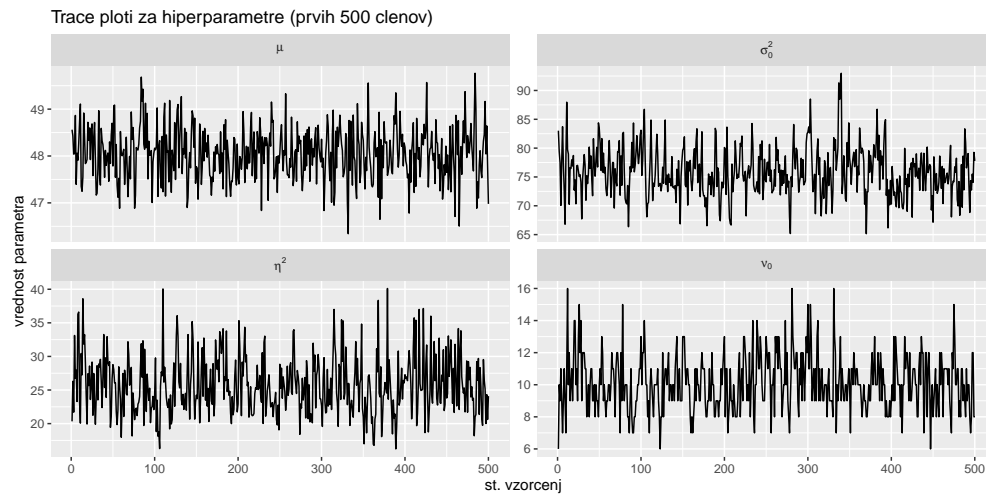 Trace ploti za hiperparametre (prvih 500 clenov)
μ
σ₀²
49
48
47
90
85
80
75
70
65
vrednost parametra
η²
ν₀
40
35
30
25
20
16
14
12
10
8
6
0 100 200 300 400 500
0 100 200 300 400 500
st. vzorcenj